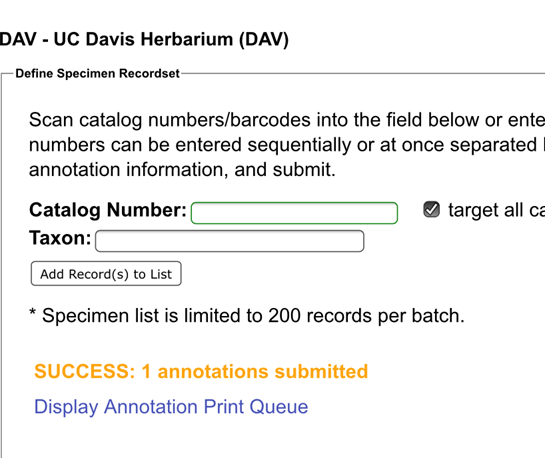 DAV - UC Davis Herbarium (DAV)
Define Specimen Recordset
Scan catalog numbers/barcodes into the field below or ente
numbers can be entered sequentially or at once separated
annotation information, and submit.
Catalog Number: target all ca
Taxon:
Add Record(s) to List
* Specimen list is limited to 200 records per batch.
SUCCESS: 1 annotations submitted
Display Annotation Print Queue